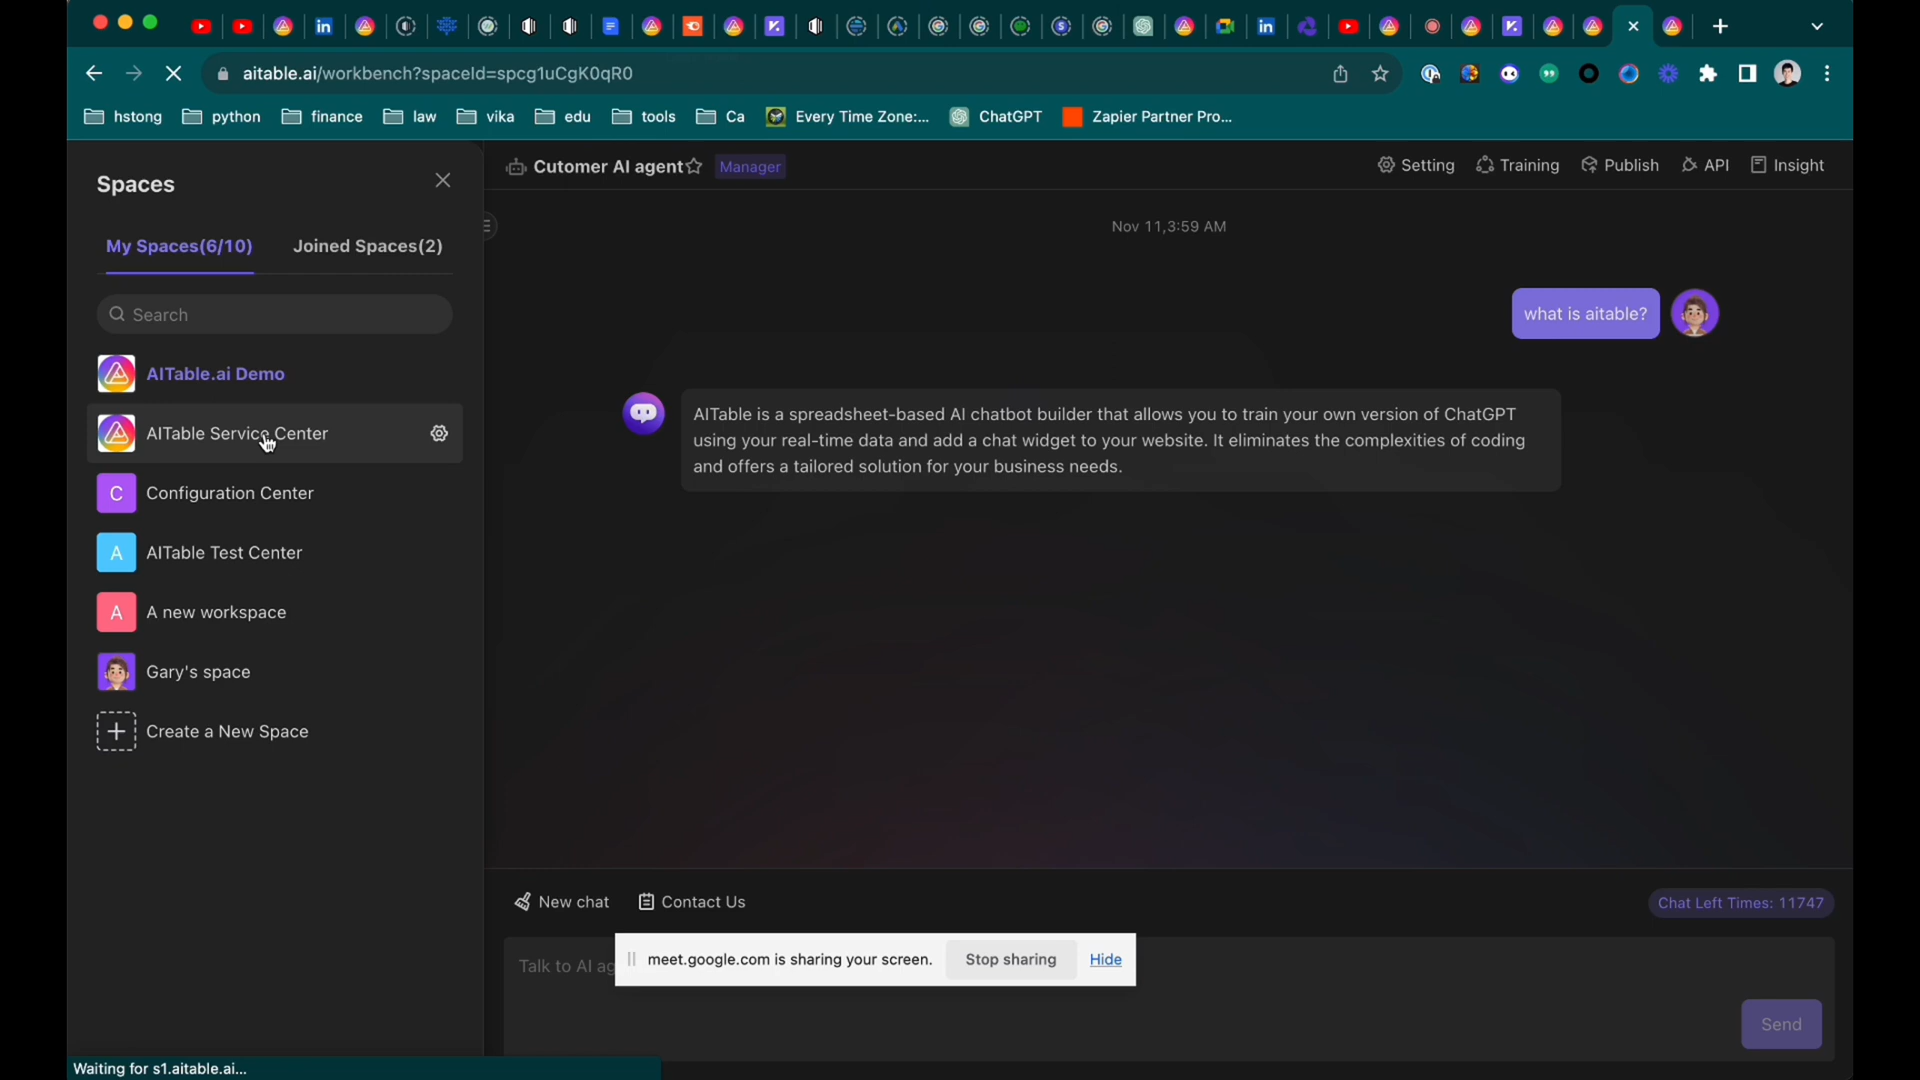 aitable.ai/workbench?spaceId=spcg1uCgK0qR0
hstong
python
finance
law
vika
edu
tools
Ca
Every Time Zone:...
ChatGPT
Zapier Partner Pro...
Spaces
My Spaces(6/10)
Joined Spaces(2)
Search
AITable.ai Demo
AITable Service Center
C
Configuration Center
A
AITable Test Center
A
A new workspace
Gary's space
Create a New Space
Cutomer AI agent
Manager
Setting
Training
Publish
API
Insight
Nov 11,3:59 AM
what is aitable?
AITable is a spreadsheet-based AI chatbot builder that allows you to train your own version of ChatGPT
using your real-time data and add a chat widget to your website. It eliminates the complexities of coding
and offers a tailored solution for your business needs.
New chat
Contact Us
Chat Left Times: 11747
Talk to AI ag
meet.google.com is sharing your screen.
Stop sharing
Hide
Send
Waiting for s1.aitable.ai...